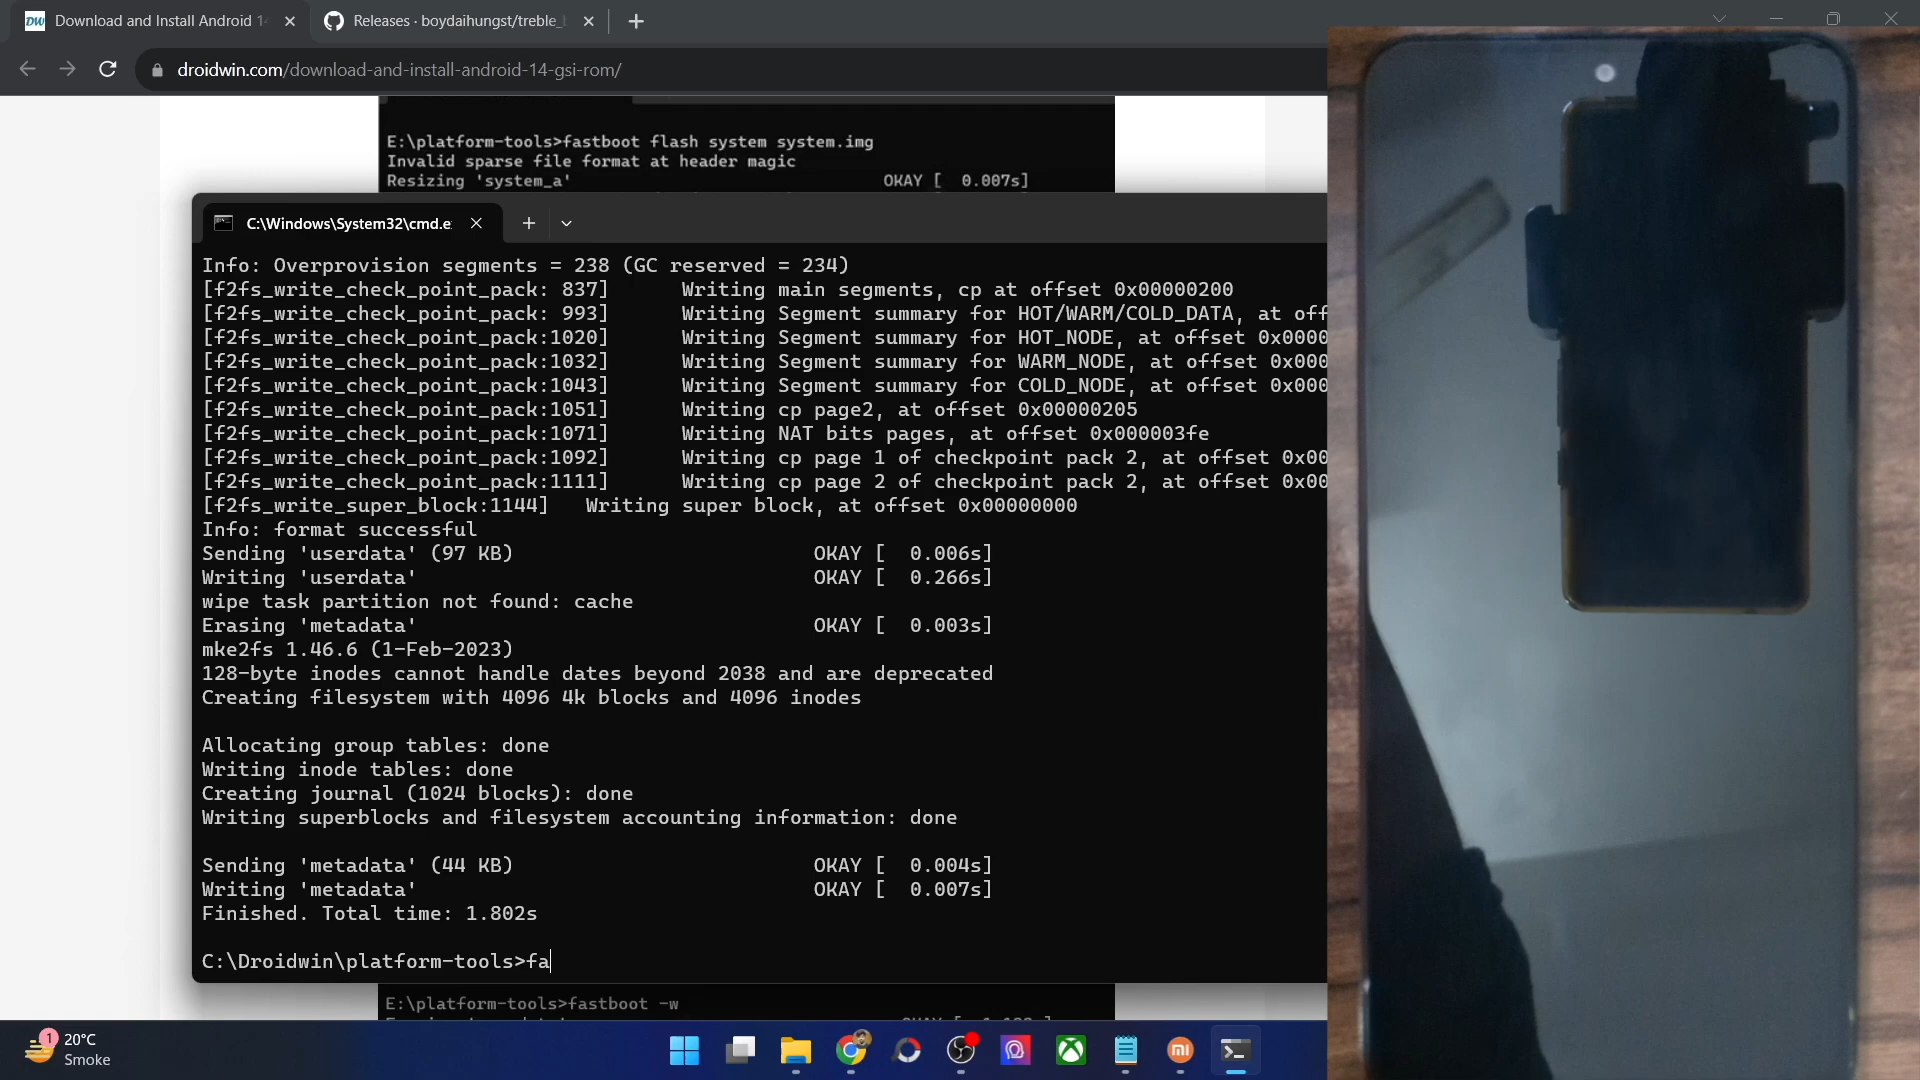 DW Download and Install Android 14
Releases · boydaihungst/treble_
droidwin.com/download-and-install-android-14-gsi-rom/
E:\platform-tools>fastboot flash system system.img
Invalid sparse file format at header magic
Resizing 'system_a' OKAY [ 0.007s]
C:\Windows\System32\cmd.e
Info: Overprovision segments = 238 (GC reserved = 234)
[f2fs_write_check_point_pack: 837] Writing main segments, cp at offset 0x00000200
[f2fs_write_check_point_pack: 993] Writing Segment summary for HOT/WARM/COLD_DATA, at off
[f2fs_write_check_point_pack:1020] Writing Segment summary for HOT_NODE, at offset 0x0000
[f2fs_write_check_point_pack:1032] Writing Segment summary for WARM_NODE, at offset 0x000
[f2fs_write_check_point_pack:1043] Writing Segment summary for COLD_NODE, at offset 0x000
[f2fs_write_check_point_pack:1051] Writing cp page2, at offset 0x00000205
[f2fs_write_check_point_pack:1071] Writing NAT bits pages, at offset 0x000003fe
[f2fs_write_check_point_pack:1092] Writing cp page 1 of checkpoint pack 2, at offset 0x00
[f2fs_write_check_point_pack:1111] Writing cp page 2 of checkpoint pack 2, at offset 0x00
[f2fs_write_super_block:1144] Writing super block, at offset 0x00000000
Info: format successful
Sending 'userdata' (97 KB) OKAY [ 0.006s]
Writing 'userdata' OKAY [ 0.266s]
wipe task partition not found: cache
Erasing 'metadata' OKAY [ 0.003s]
mke2fs 1.46.6 (1-Feb-2023)
128-byte inodes cannot handle dates beyond 2038 and are deprecated
Creating filesystem with 4096 4k blocks and 4096 inodes
Allocating group tables: done
Writing inode tables: done
Creating journal (1024 blocks): done
Writing superblocks and filesystem accounting information: done
Sending 'metadata' (44 KB) OKAY [ 0.004s]
Writing 'metadata' OKAY [ 0.007s]
Finished. Total time: 1.802s
C:\Droidwin\platform-tools>fa
E:\platform-tools>fastboot -w
1
20°C
Smoke
mi